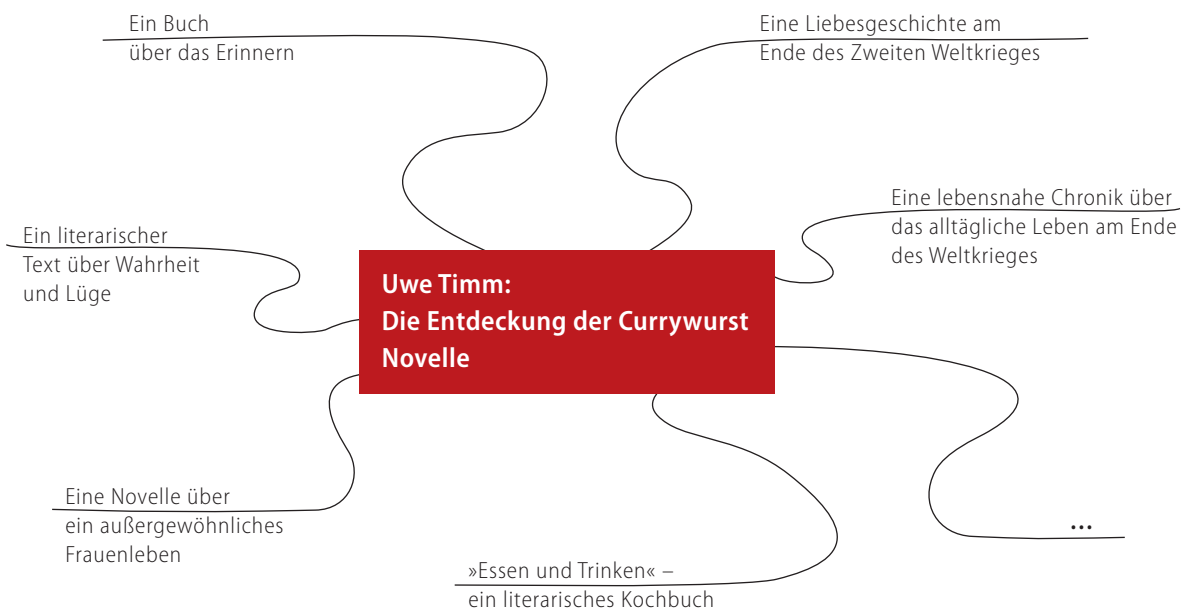 Ein Buch
über das Erinnern
Eine Liebesgeschichte am
Ende des Zweiten Weltkrieges
Eine lebensnahe Chronik über
das alltägliche Leben am Ende
des Weltkrieges
Ein literarischer
Text über Wahrheit
und Lüge
Uwe Timm:
Die Entdeckung der Currywurst
Novelle
Eine Novelle über
ein außergewöhnliches
Frauenleben
...
»Essen und Trinken« –
ein literarisches Kochbuch